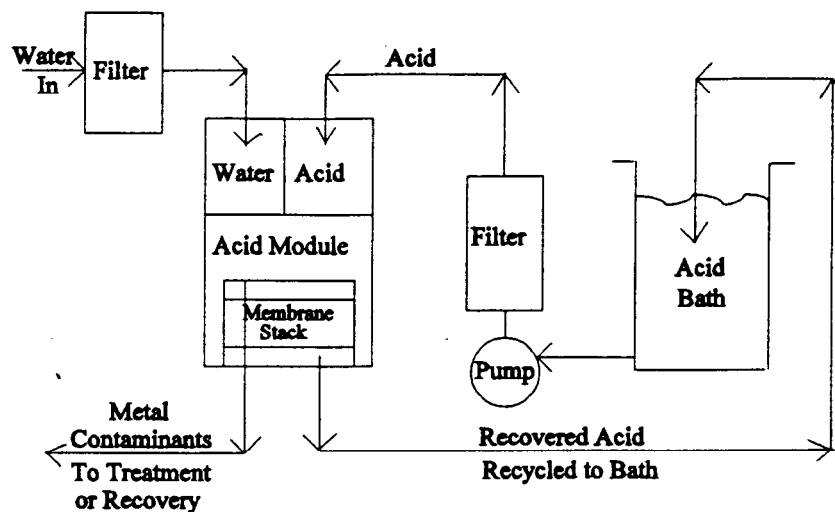 Water
In
Filter
Acid
Water
Acid
Filter
Acid Module
Acid
Bath
Membrane
Stack
Pump
Metal
Contaminants
To Treatment
or Recovery
Recovered Acid
Recycled to Bath